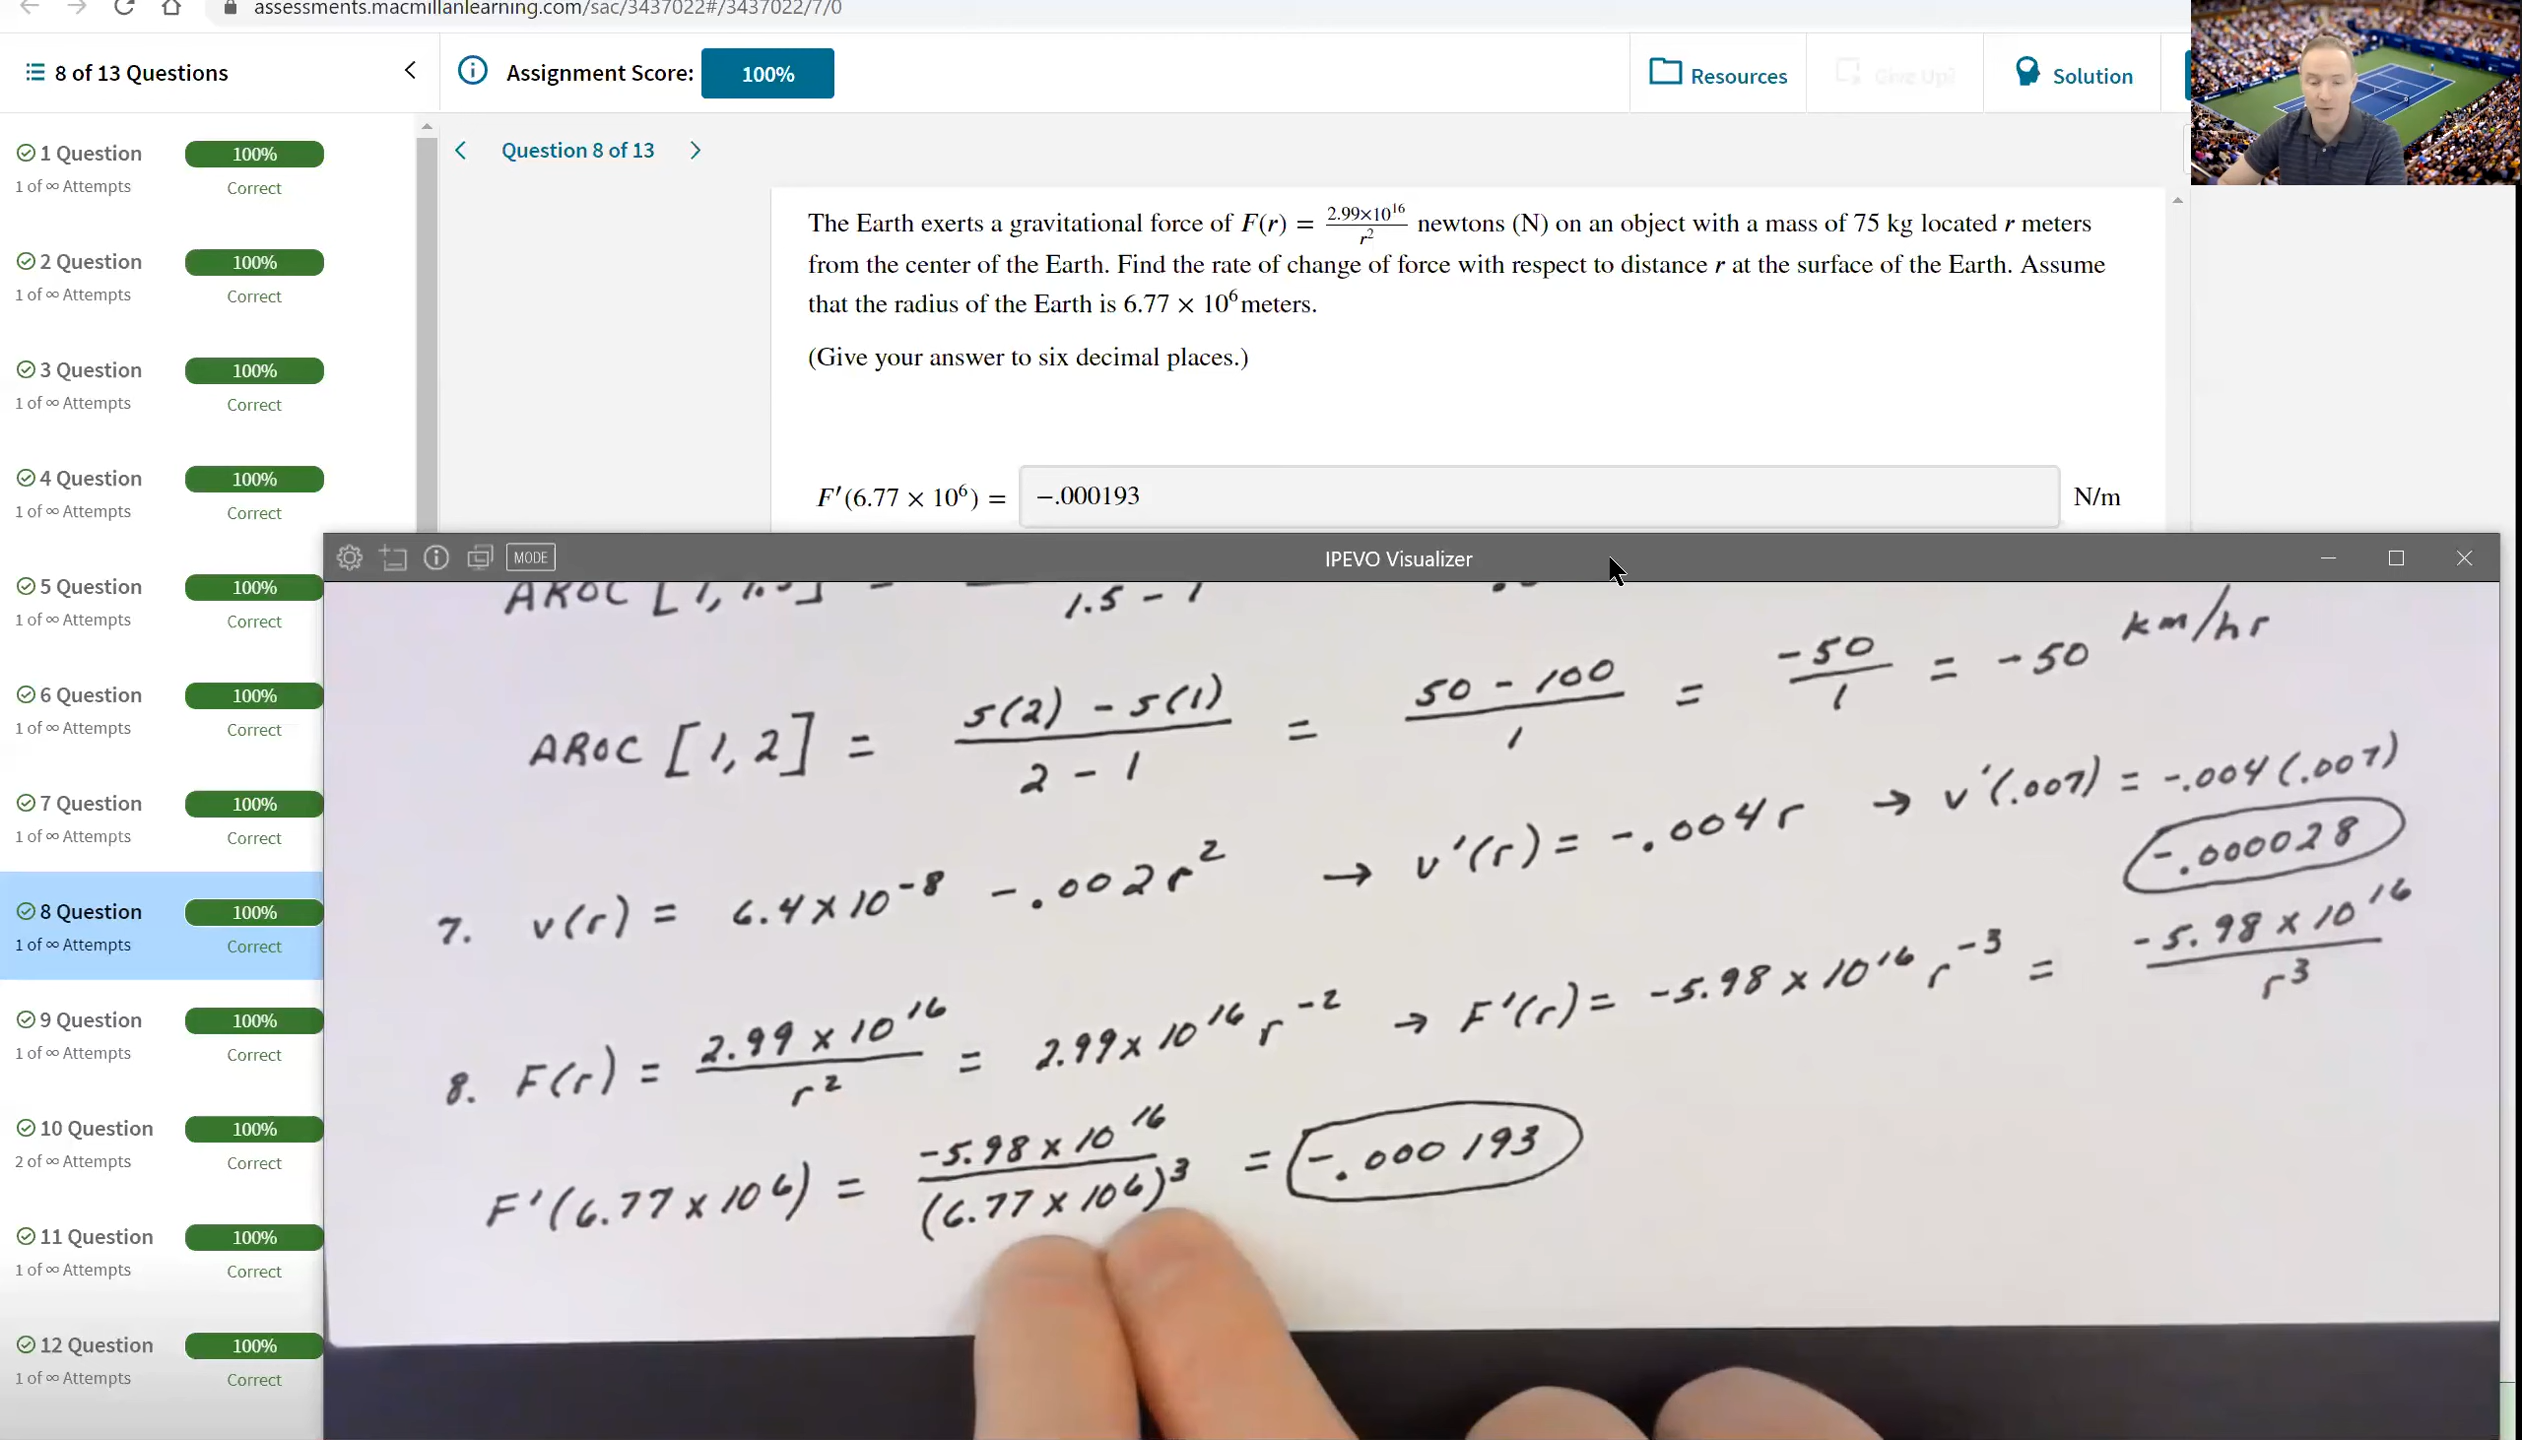 assessments.macmillanlearning.com/sac/3437022#/3437022/7/0
8 of 13 Questions
Assignment Score: 100%
Resources
Give Up?
Solution
1 Question 100%
1 of ∞ Attempts Correct
2 Question 100%
1 of ∞ Attempts Correct
3 Question 100%
1 of ∞ Attempts Correct
4 Question 100%
1 of ∞ Attempts Correct
5 Question 100%
1 of ∞ Attempts Correct
6 Question 100%
1 of ∞ Attempts Correct
7 Question 100%
1 of ∞ Attempts Correct
8 Question 100%
1 of ∞ Attempts Correct
9 Question 100%
1 of ∞ Attempts Correct
10 Question 100%
2 of ∞ Attempts Correct
11 Question 100%
1 of ∞ Attempts Correct
12 Question 100%
1 of ∞ Attempts Correct
Question 8 of 13
The Earth exerts a gravitational force of F(r) = 2.99×10^16 / r^2 newtons (N) on an object with a mass of 75 kg located r meters
from the center of the Earth. Find the rate of change of force with respect to distance r at the surface of the Earth. Assume
that the radius of the Earth is 6.77 × 10^6 meters.
(Give your answer to six decimal places.)
F′(6.77 × 10^6) = −.000193 N/m
MODE
IPEVO Visualizer
AROC [1, 1.5] = 1.5 - 1
AROC [1, 2] = s(2) - s(1) / 2 - 1 = 50 - 100 / 1 = -50 / 1 = -50 km/hr
7. v(r) = 6.4 x 10^-8 - .002r^2 → v'(r) = -.004r → v'(.007) = -.004(.007)
-.000028
8. F(r) = 2.99 x 10^16 / r^2 = 2.99 x 10^16 r^-2 → F'(r) = -5.98 x 10^16 r^-3 = -5.98 x 10^16 / r^3
F'(6.77 x 10^6) = -5.98 x 10^16 / (6.77 x 10^6)^3 = -.000193